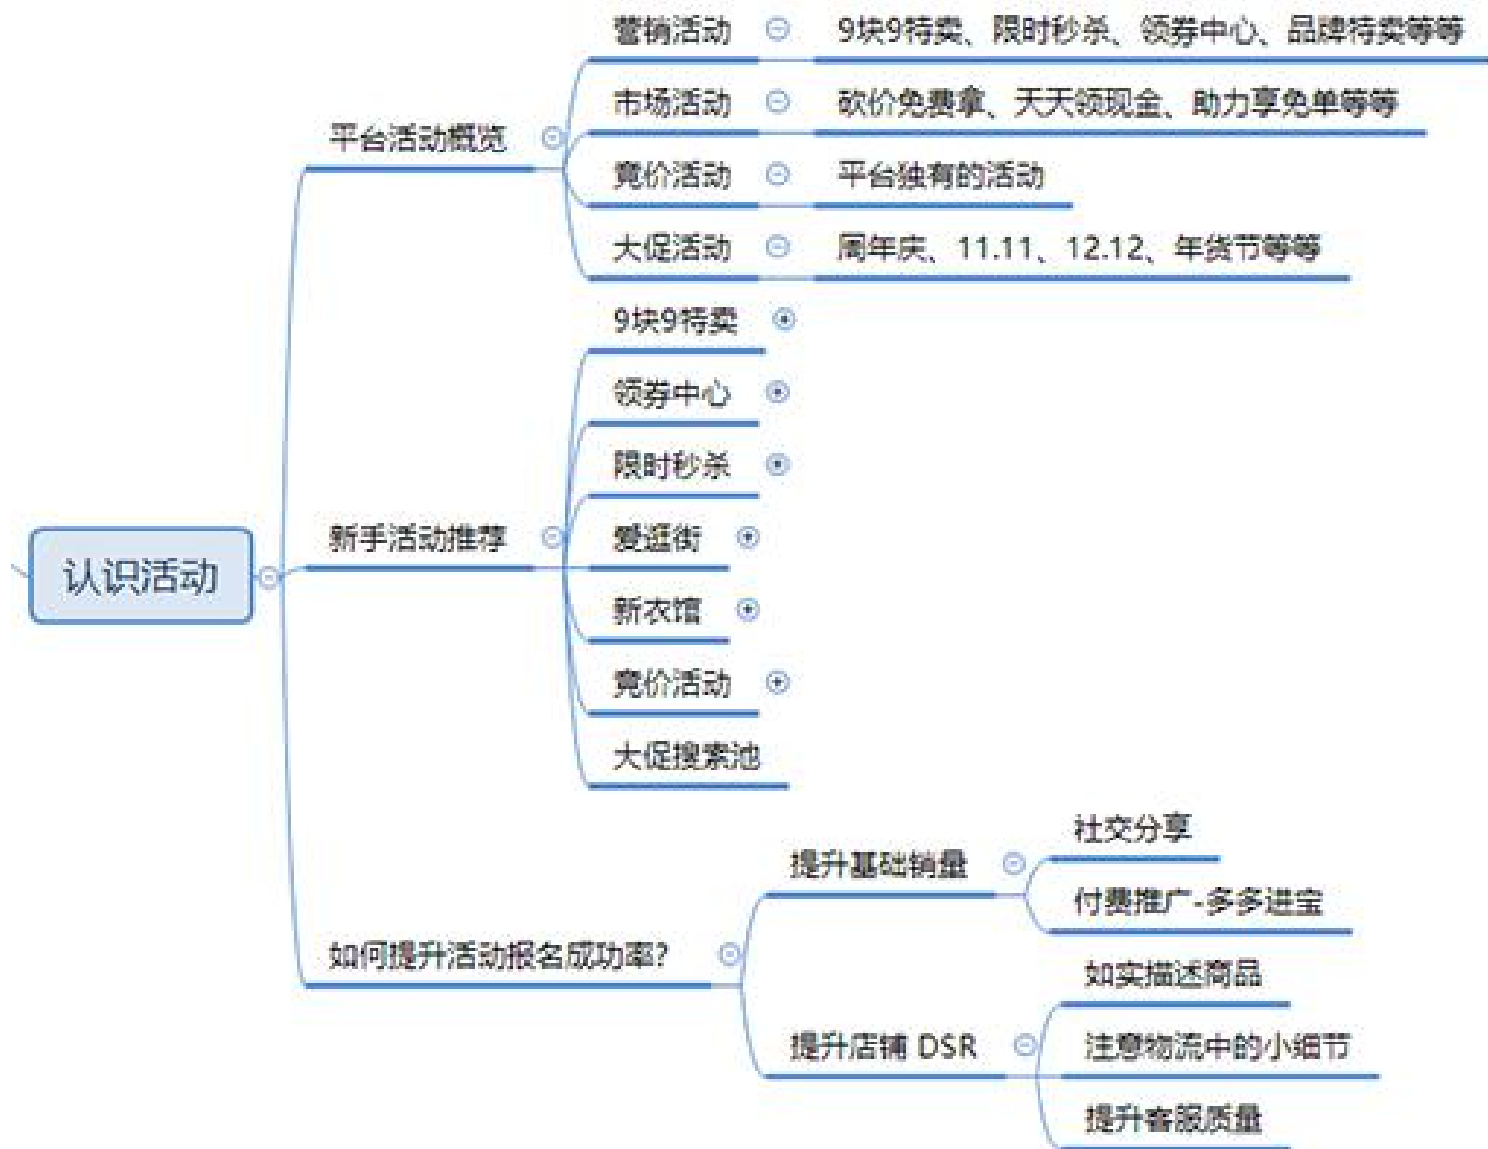 营销活动 9块9特卖、限时秒杀、领券中心、品牌特卖等等
市场活动 砍价免费拿、天天领现金、助力享免单等等
平台活动概览
竟价活动 平台独有的活动
大促活动 周年庆、11.11、12.12、年货节等等
9块9特卖
领券中心
限时秒杀
新手活动推荐
爱逛街
认识活动
新衣馆
竟价活动
大促搜索池
社交分享
提升基础销量
付费推广-多多进宝
如何提升活动报名成功率?
如实描述商品
提升店铺 DSR
注意物流中的小细节
提升客服质量